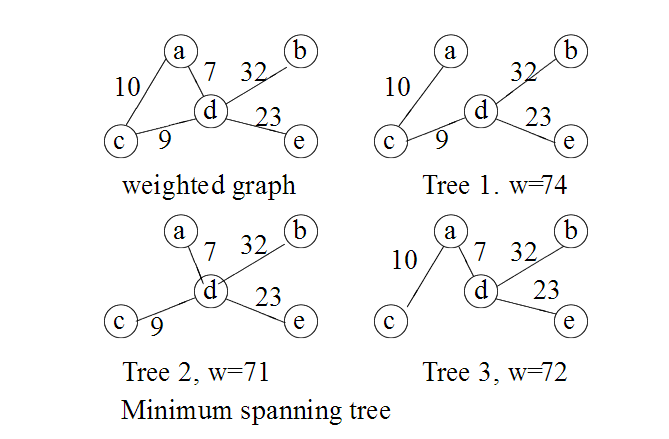 a
b
10
7
32
d
23
c
9
e
weighted graph
a
b
10
32
d
23
c
9
e
Tree 1. w=74
a
b
7
32
d
23
c
9
e
Tree 2, w=71
a
b
10
7
32
d
23
c
e
Tree 3, w=72
Minimum spanning tree